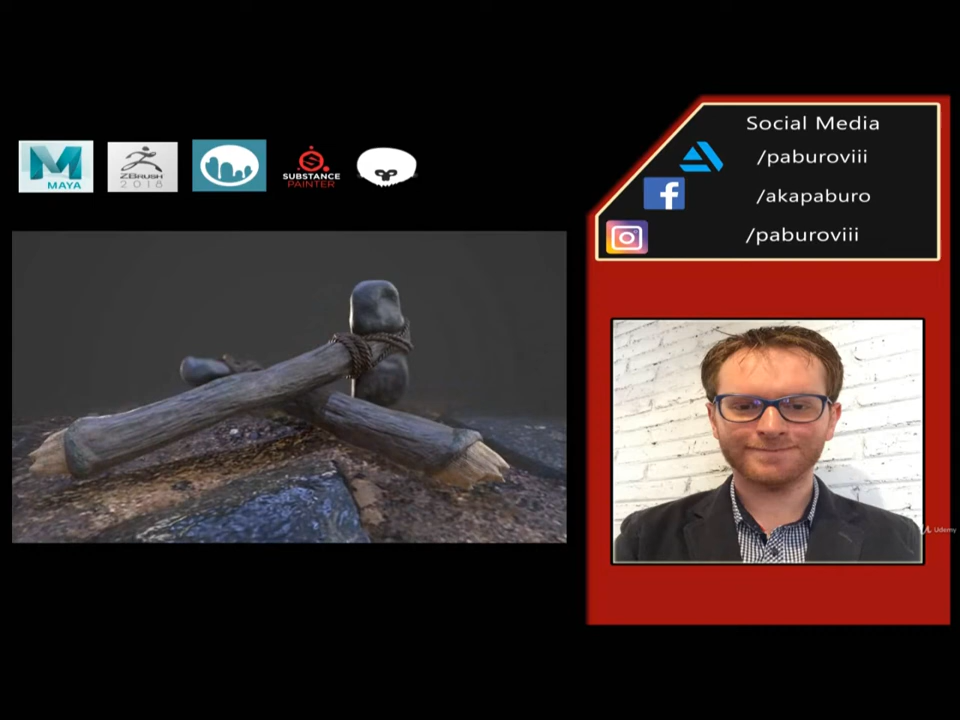 MAYA
ZBRUSH
2018
SUBSTANCE
PAINTER
Social Media
/paburoviii
/akapaburo
/paburoviii
Udemy